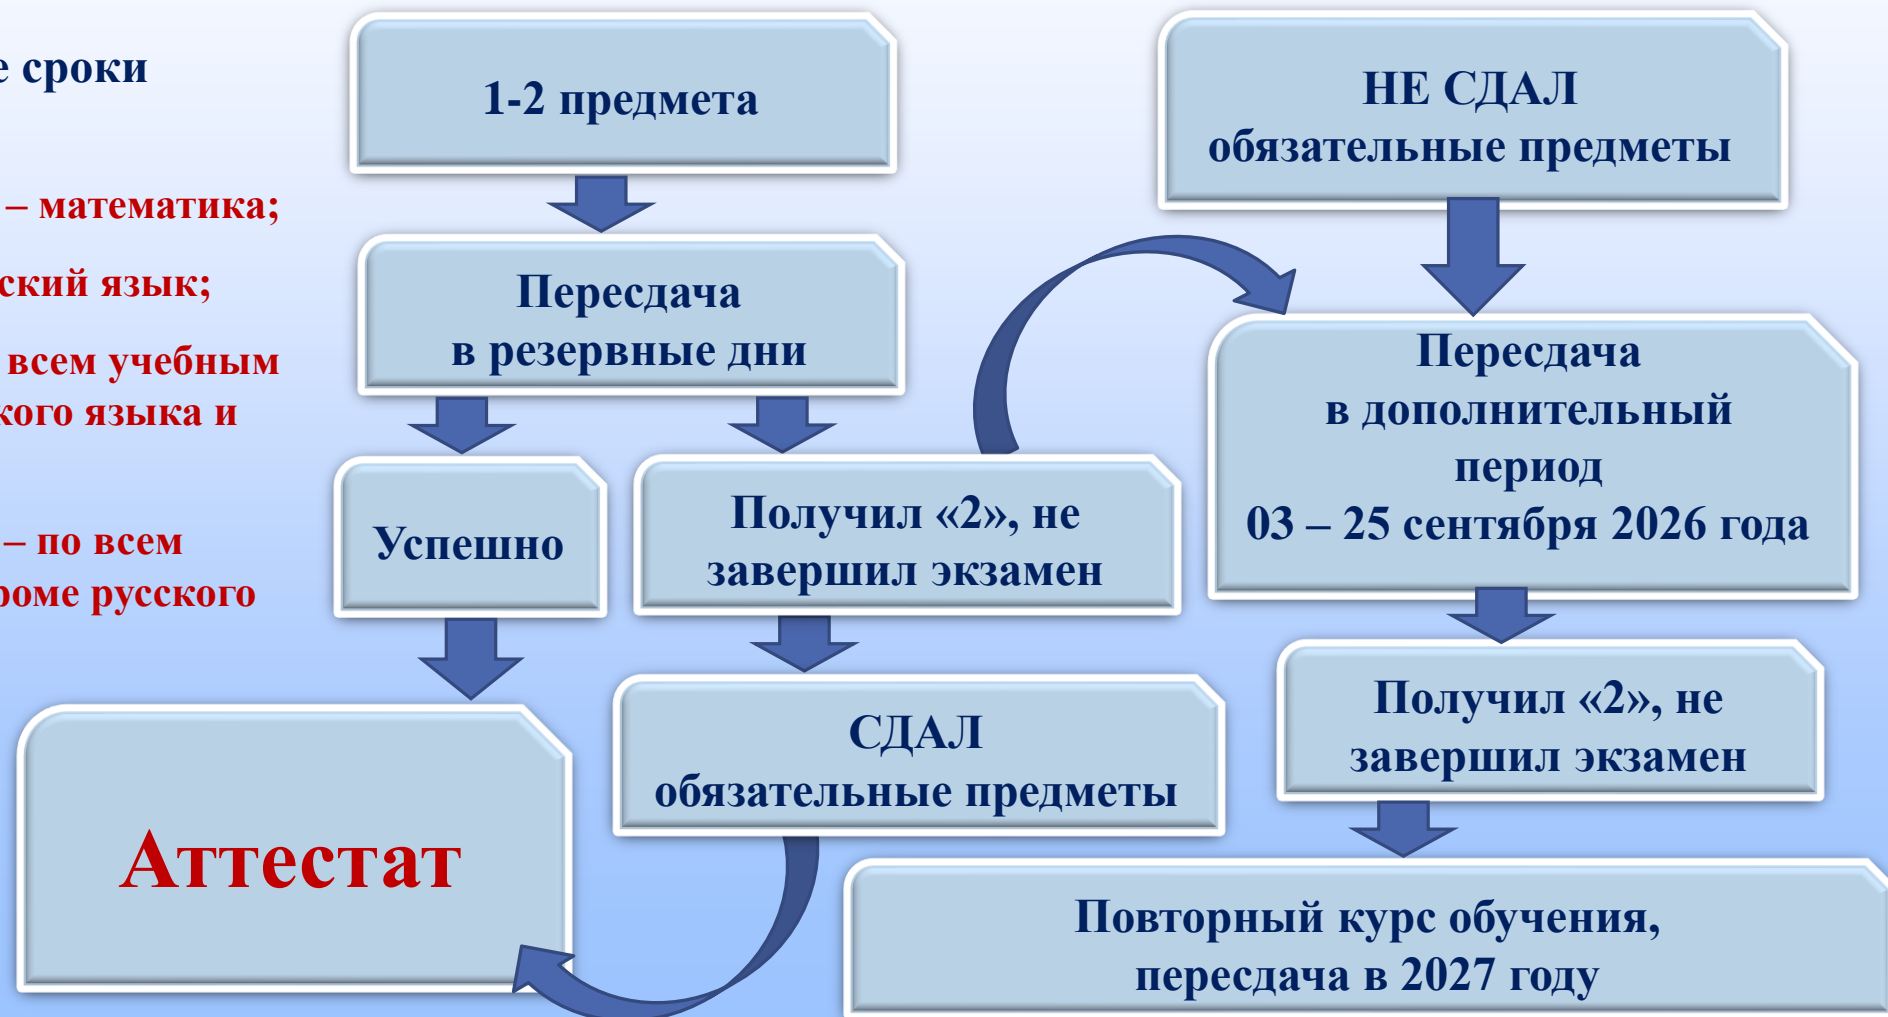 е сроки
– математика;
ский язык;
всем учебным
кого языка и
– по всем
роме русского
1-2 предмета
Пересдача
в резервные дни
Успешно
Получил «2», не
завершил экзамен
СДАЛ
обязательные предметы
Аттестат
НЕ СДАЛ
обязательные предметы
Пересдача
в дополнительный
период
03 – 25 сентября 2026 года
Получил «2», не
завершил экзамен
Повторный курс обучения,
пересдача в 2027 году